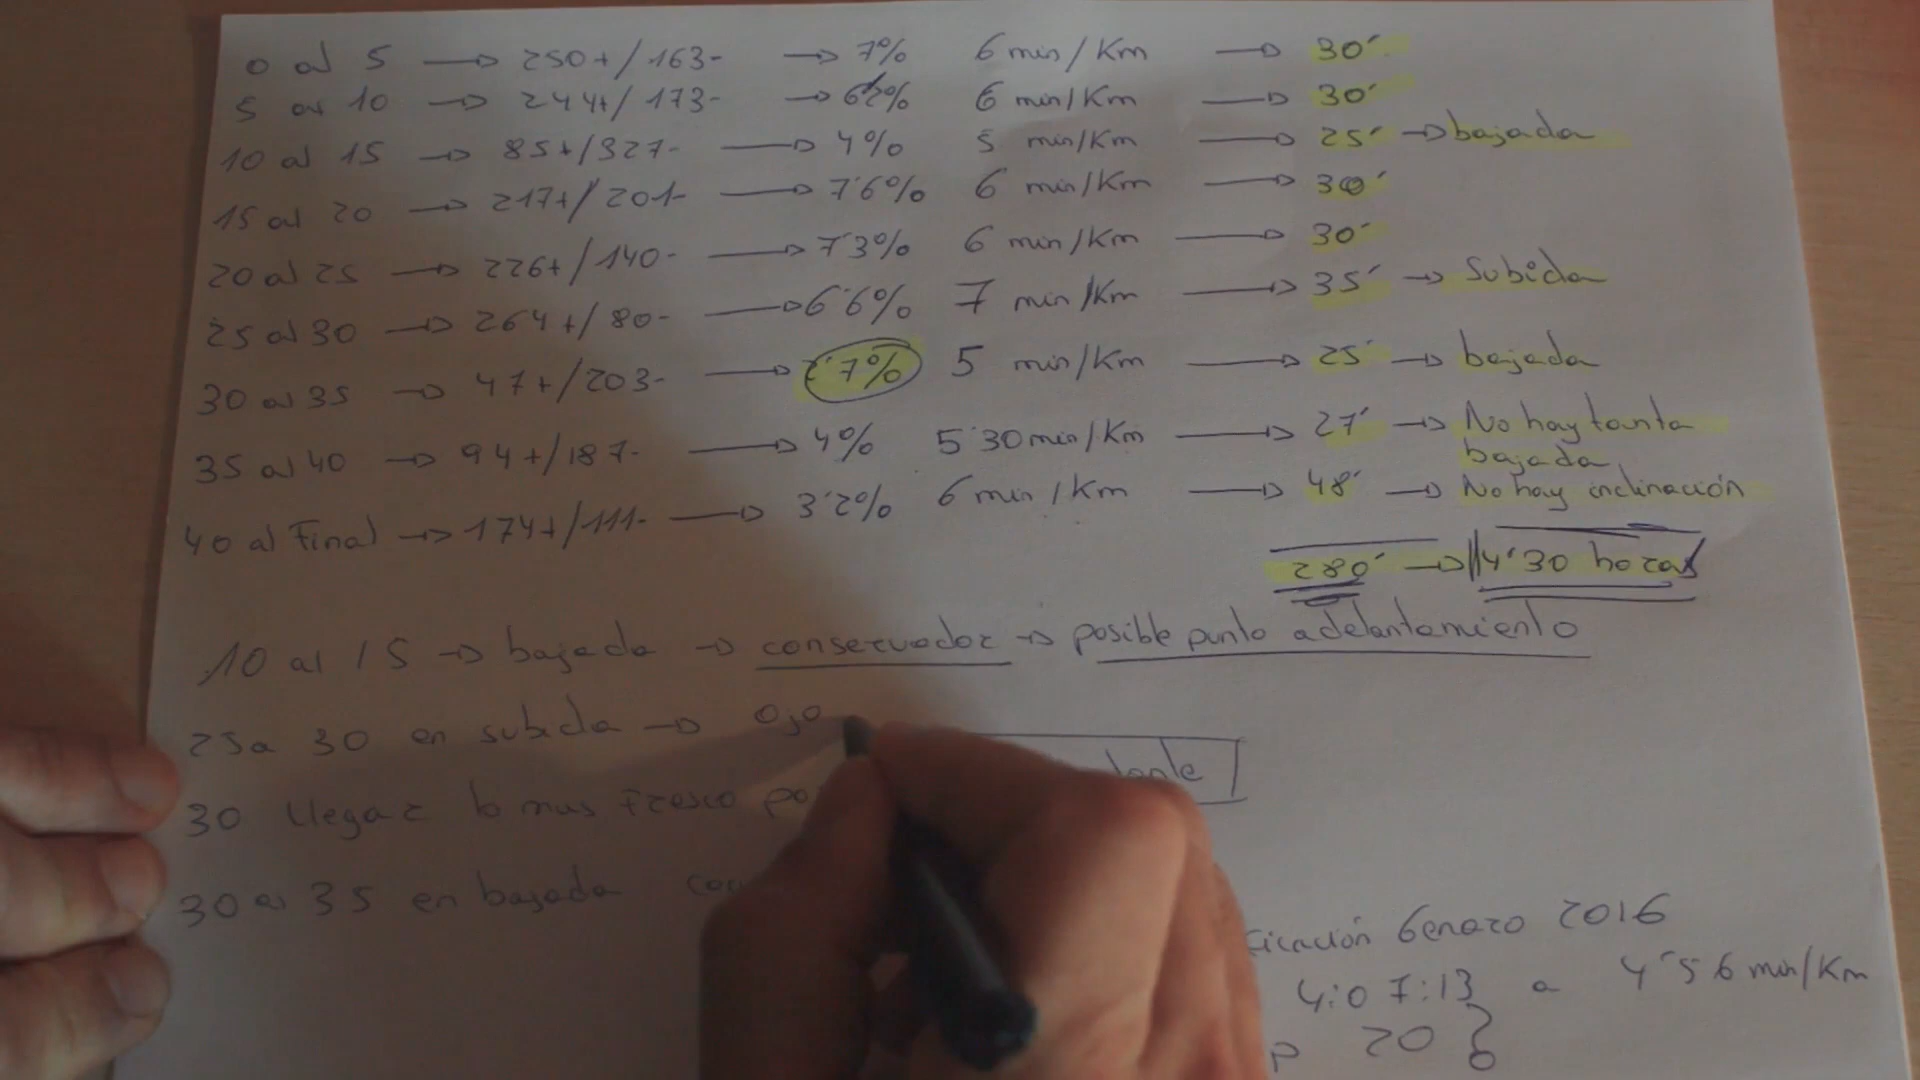 0 al 5 → 250+/163- → 7% 6 min/Km → 30´
5 al 10 → 244+/173- → 6'2% 6 min/Km → 30´
10 al 15 → 85+/327- → 4% 5 min/Km → 25´ → bajada
15 al 20 → 217+/201- → 7'6% 6 min/Km → 30´
20 al 25 → 226+/140- → 7'3% 6 min/Km → 30´
25 al 30 → 264+/80- → 6'6% 7 min/Km → 35´ → Subida
30 al 35 → 47+/203- → 7% 5 min/Km → 25´ → bajada
35 al 40 → 94+/187- → 4% 5'30 min/Km → 27´ → No hay tanta
bajada
40 al Final → 174+/111- → 3'2% 6 min/Km → 48´ → No hay inclinación
280´ → 4'30 horas
10 al 15 → bajada → conservador → posible punto adelantamiento
25 a 30 en subida → Ojo
30 llegar lo mas Fresco
30 al 35 en bajada
Genaro 2016
4:07:13 a 4'56 min/Km
20